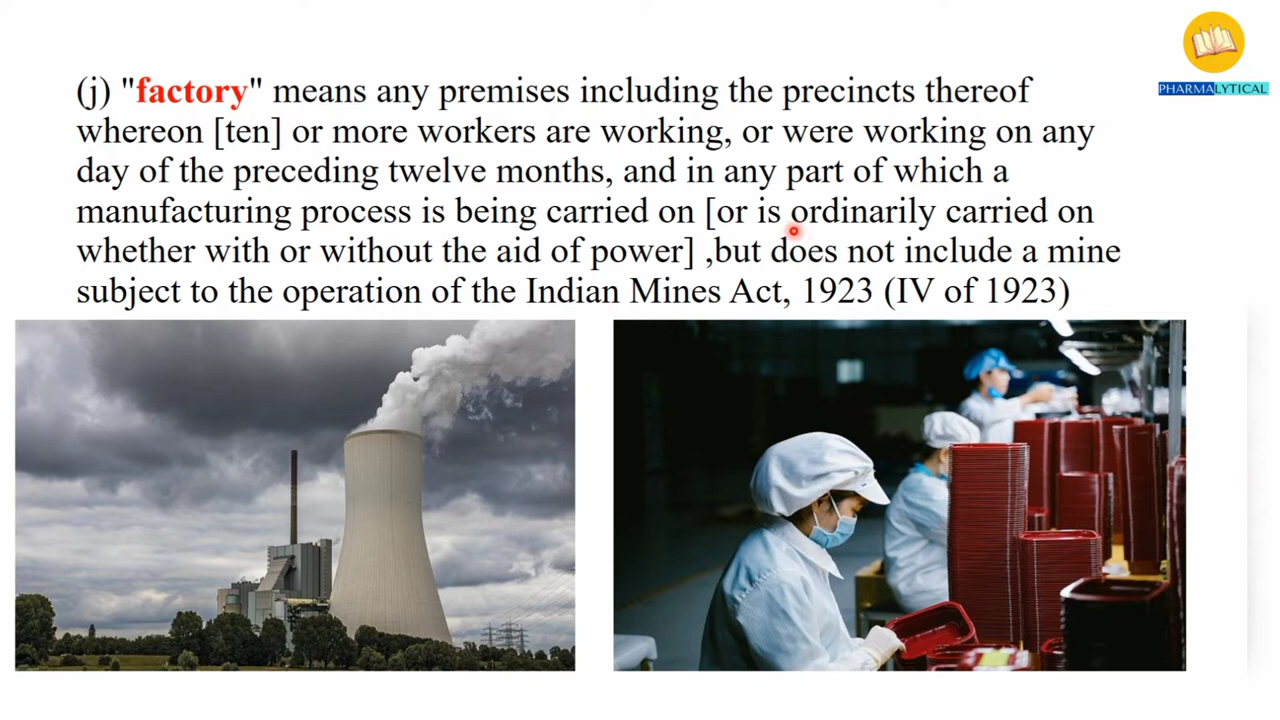 PHARMALYTICAL
(j) "factory" means any premises including the precincts thereof
whereon [ten] or more workers are working, or were working on any
day of the preceding twelve months, and in any part of which a
manufacturing process is being carried on [or is ordinarily carried on
whether with or without the aid of power] ,but does not include a mine
subject to the operation of the Indian Mines Act, 1923 (IV of 1923)